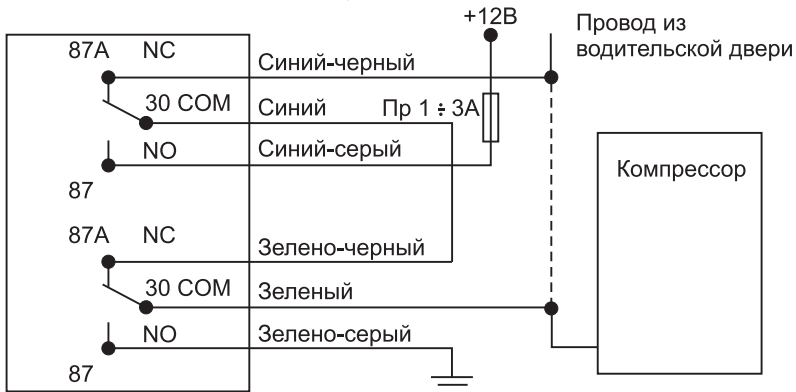 +12В
Провод из
водительской двери
87А NC
Синий-черный
30 COM
Синий
Пр 1 ÷ 3А
NO
Синий-серый
87
Компрессор
87А NC
Зелено-черный
30 COM
Зеленый
NO
Зелено-серый
87